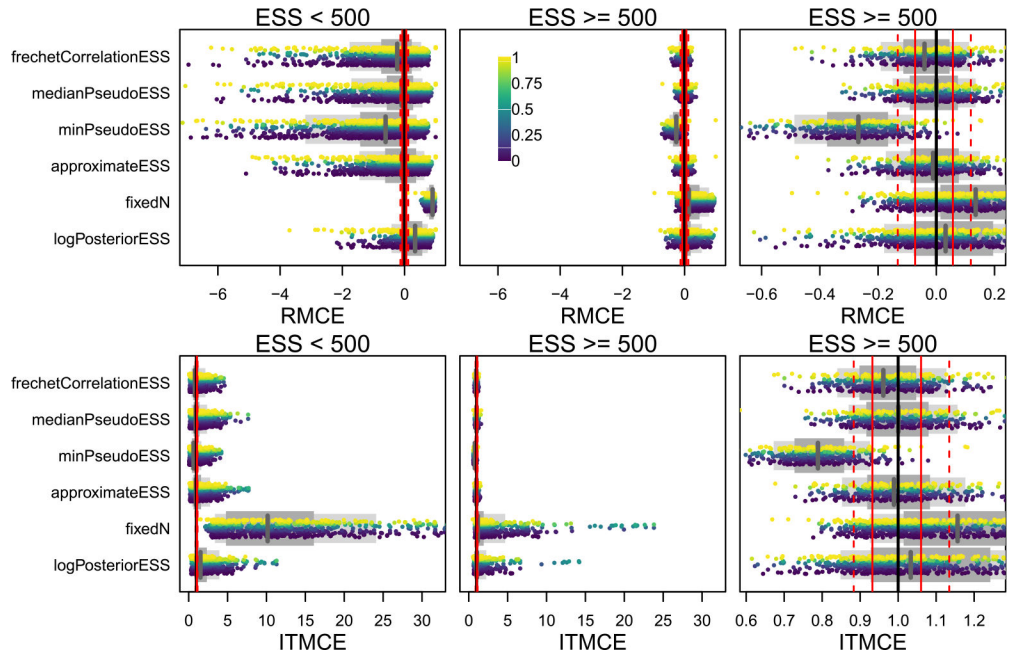 ESS < 500
ESS >= 500
ESS >= 500
frechetCorrelationESS
medianPseudoESS
minPseudoESS
approximateESS
fixedN
logPosteriorESS
1
0.75
0.5
0.25
0
−6 −4 −2 0
−6 −4 −2 0
−0.6 −0.4 −0.2 0.0 0.2
RMCE
RMCE
RMCE
ESS < 500
ESS >= 500
ESS >= 500
frechetCorrelationESS
medianPseudoESS
minPseudoESS
approximateESS
fixedN
logPosteriorESS
0 5 10 15 20 25 30
0 5 10 15 20 25 30
0.6 0.7 0.8 0.9 1.0 1.1 1.2
ITMCE
ITMCE
ITMCE